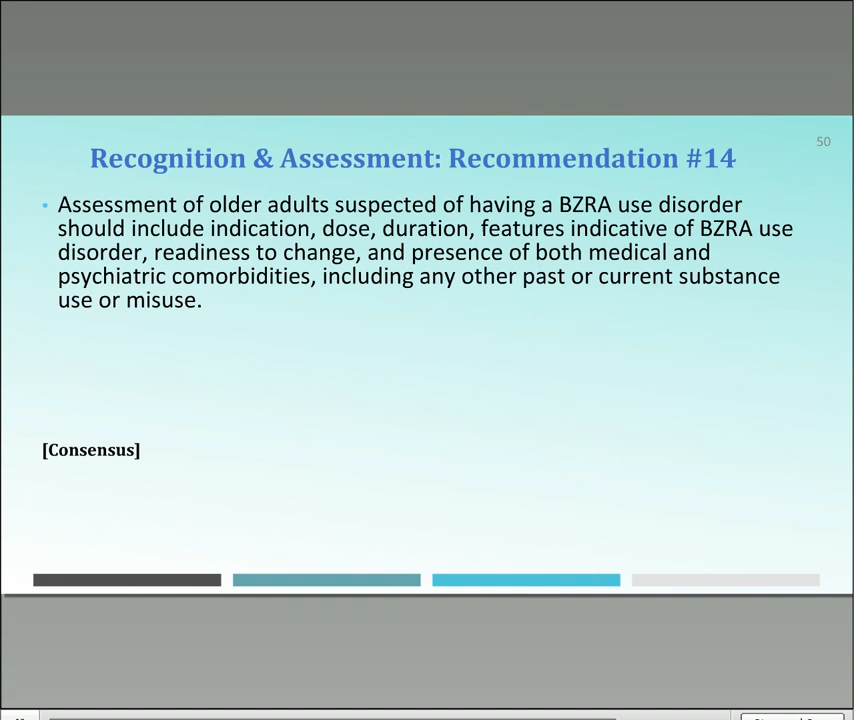 50
Recognition & Assessment: Recommendation #14
• Assessment of older adults suspected of having a BZRA use disorder
should include indication, dose, duration, features indicative of BZRA use
disorder, readiness to change, and presence of both medical and
psychiatric comorbidities, including any other past or current substance
use or misuse.
[Consensus]